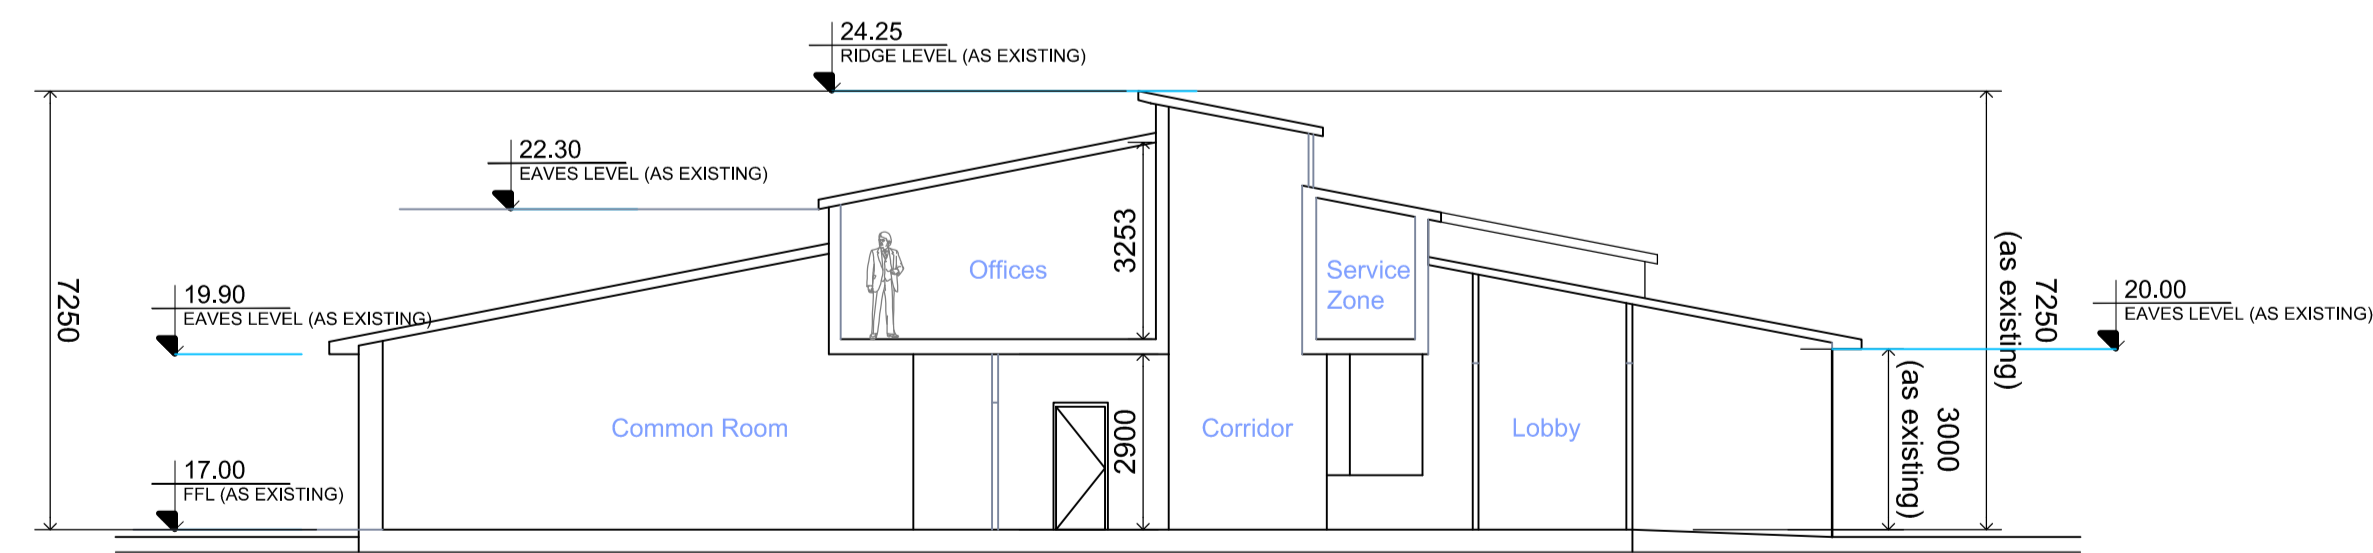 24.25
RIDGE LEVEL (AS EXISTING)
22.30
EAVES LEVEL (AS EXISTING)
19.90
EAVES LEVEL (AS EXISTING)
17.00
FFL (AS EXISTING)
7250
Common Room
Offices
3253
2900
Corridor
Service
Zone
Lobby
7250
(as existing)
3000
(as existing)
20.00
EAVES LEVEL (AS EXISTING)